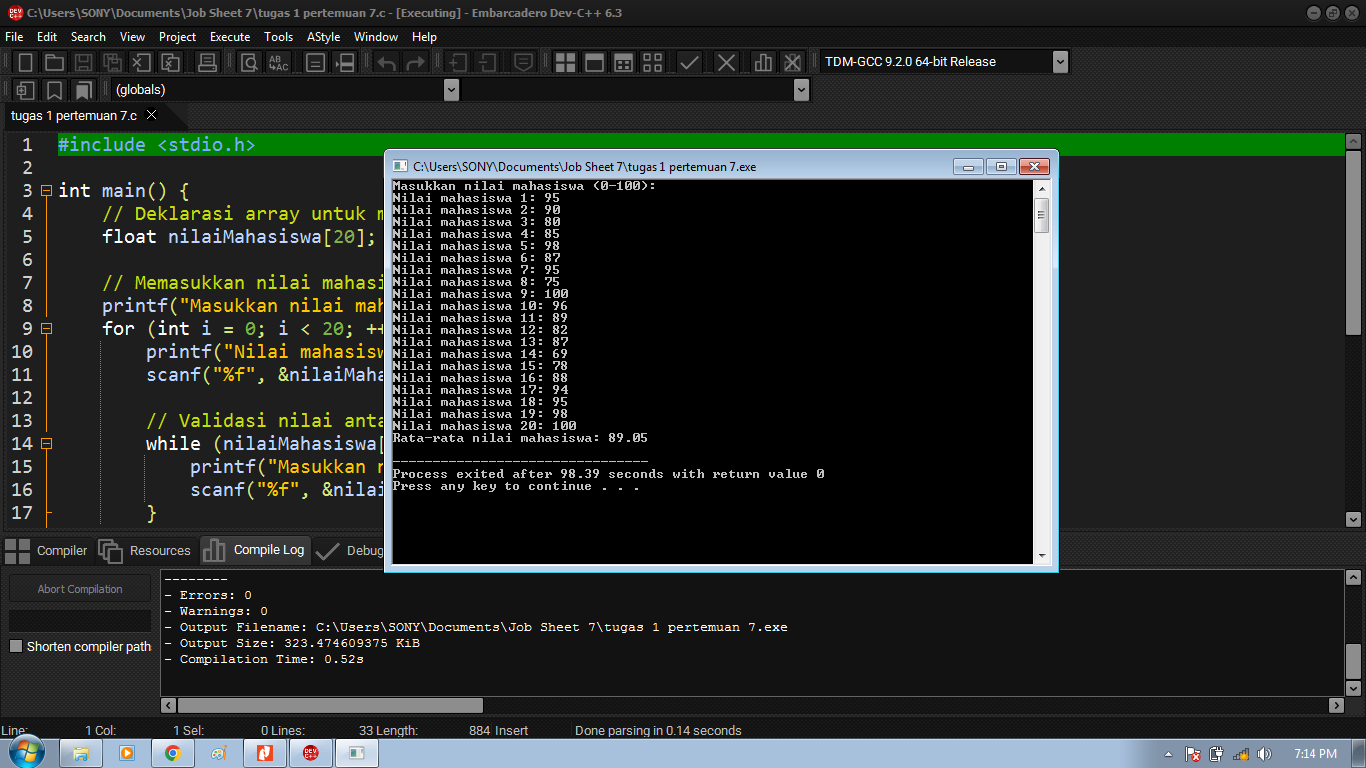 C:\Users\SONY\Documents\Job Sheet 7\tugas 1 pertemuan 7.c - [Executing] - Embarcadero Dev-C++ 6.3
File Edit Search View Project Execute Tools AStyle Window Help
TDM-GCC 9.2.0 64-bit Release
(globals)
tugas 1 pertemuan 7.c
1 #include <stdio.h>
2
3 int main() {
4 // Deklarasi array untuk m
5 float nilaiMahasiswa[20];
6
7 // Memasukkan nilai mahasi
8 printf("Masukkan nilai mah
9 for (int i = 0; i < 20; ++
10 printf("Nilai mahasisw
11 scanf("%f", &nilaiMaha
12
13 // Validasi nilai anta
14 while (nilaiMahasiswa[
15 printf("Masukkan n
16 scanf("%f", &nilai
17 }
C:\Users\SONY\Documents\Job Sheet 7\tugas 1 pertemuan 7.exe
Masukkan nilai mahasiswa (0-100):
Nilai mahasiswa 1: 95
Nilai mahasiswa 2: 90
Nilai mahasiswa 3: 80
Nilai mahasiswa 4: 85
Nilai mahasiswa 5: 98
Nilai mahasiswa 6: 87
Nilai mahasiswa 7: 95
Nilai mahasiswa 8: 75
Nilai mahasiswa 9: 100
Nilai mahasiswa 10: 96
Nilai mahasiswa 11: 89
Nilai mahasiswa 12: 82
Nilai mahasiswa 13: 87
Nilai mahasiswa 14: 69
Nilai mahasiswa 15: 78
Nilai mahasiswa 16: 88
Nilai mahasiswa 17: 94
Nilai mahasiswa 18: 95
Nilai mahasiswa 19: 98
Nilai mahasiswa 20: 100
Rata-rata nilai mahasiswa: 89.05
--------------------------------
Process exited after 98.39 seconds with return value 0
Press any key to continue . . .
Compiler Resources Compile Log Debug
Abort Compilation
Shorten compiler path
--------
- Errors: 0
- Warnings: 0
- Output Filename: C:\Users\SONY\Documents\Job Sheet 7\tugas 1 pertemuan 7.exe
- Output Size: 323.474609375 KiB
- Compilation Time: 0.52s
Line: 1 Col: 1 Sel: 0 Lines: 33 Length: 884 Insert Done parsing in 0.14 seconds
7:14 PM